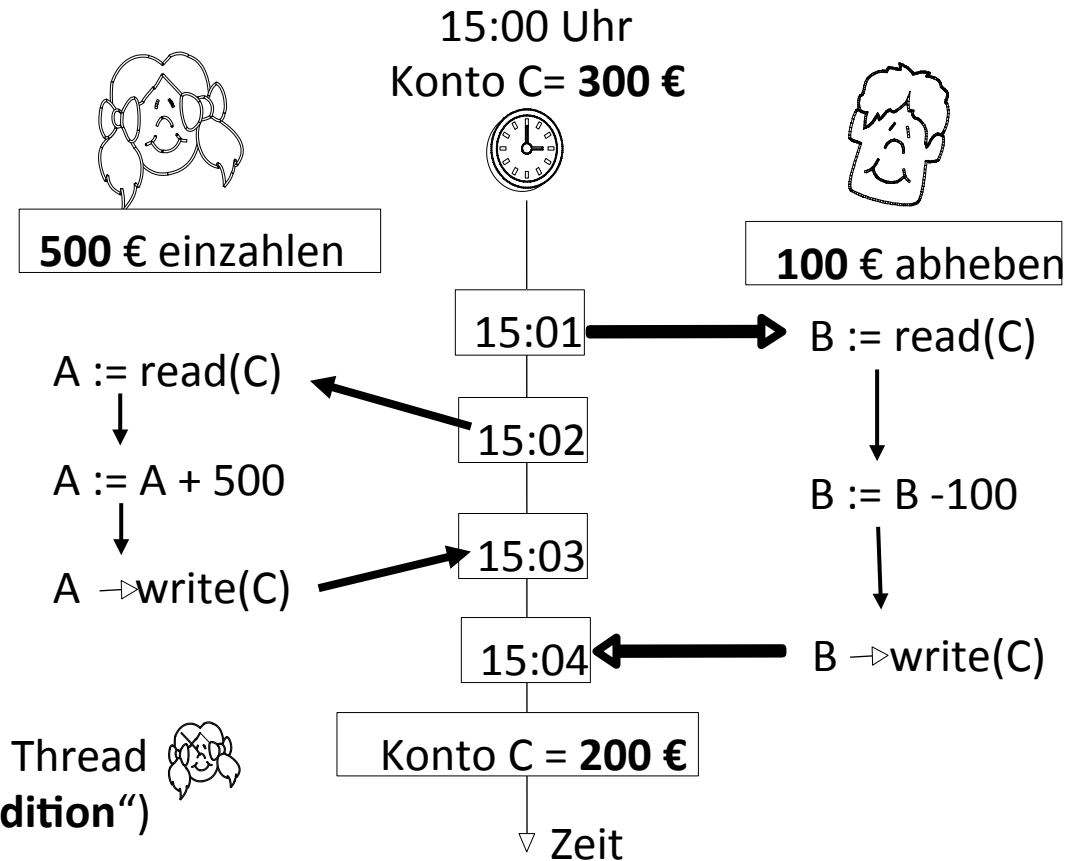 15:00 Uhr
Konto C= 300 €
500 € einzahlen
100 € abheben
15:01
B := read(C)
A := read(C)
15:02
A := A + 500
B := B -100
15:03
A write(C)
15:04
B write(C)
Thread
dition“)
Konto C = 200 €
Zeit